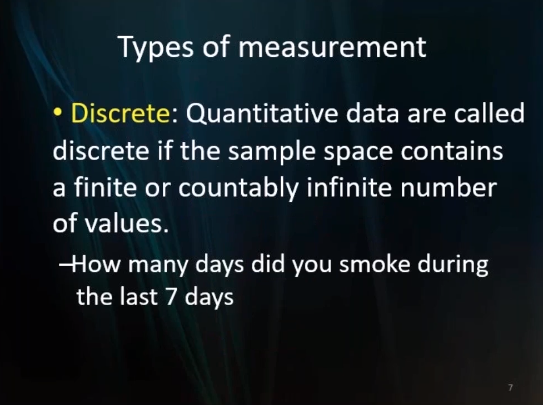 Types of measurement
• Discrete: Quantitative data are called
discrete if the sample space contains
a finite or countably infinite number
of values.
–How many days did you smoke during
the last 7 days
7